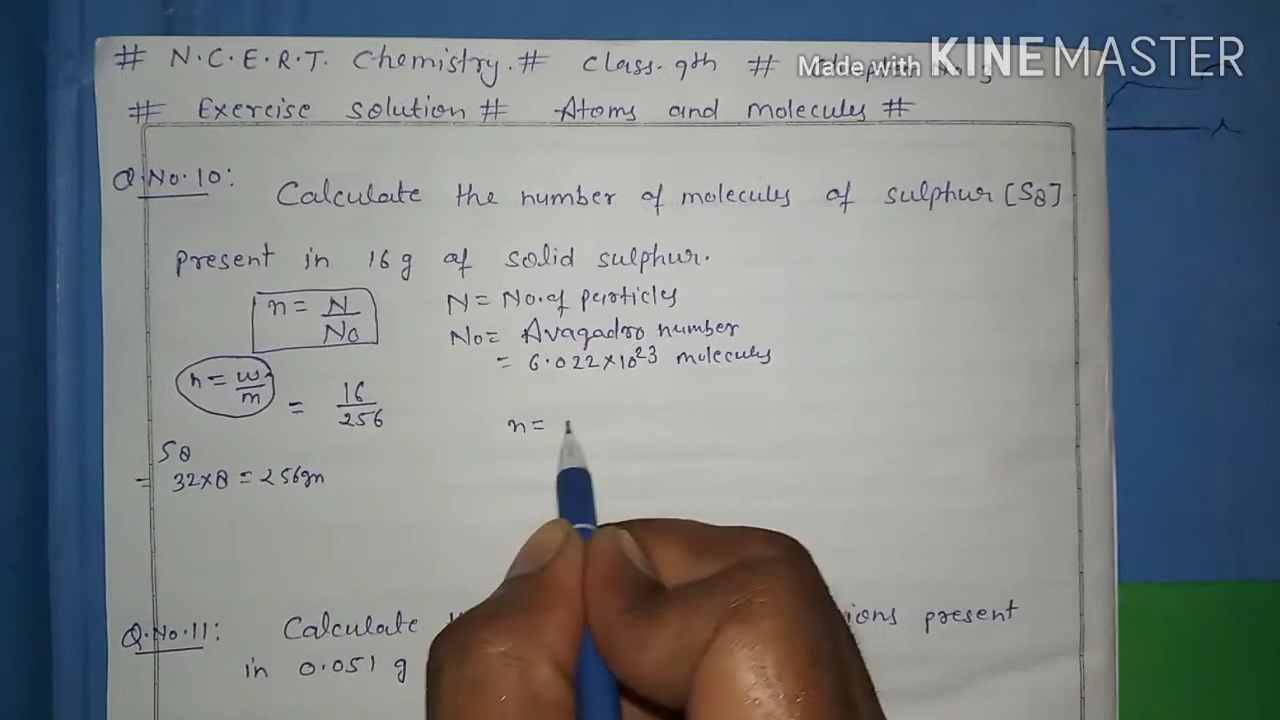 # N.C.E.R.T. Chemistry. # Class. 9th #
Made with KINEMASTER
# Exercise solution # Atoms and molecules #
Q.No.10: Calculate the number of molecules of sulphur [S8]
present in 16 g of solid sulphur.
n = N / No
N = No. of particles
No = Avagadro number
= 6.022 × 10^23 molecules
n = w / m = 16 / 256
n =
S8
= 32×8 = 256gm
Q.No.11: Calculate ions present
in 0.051 g